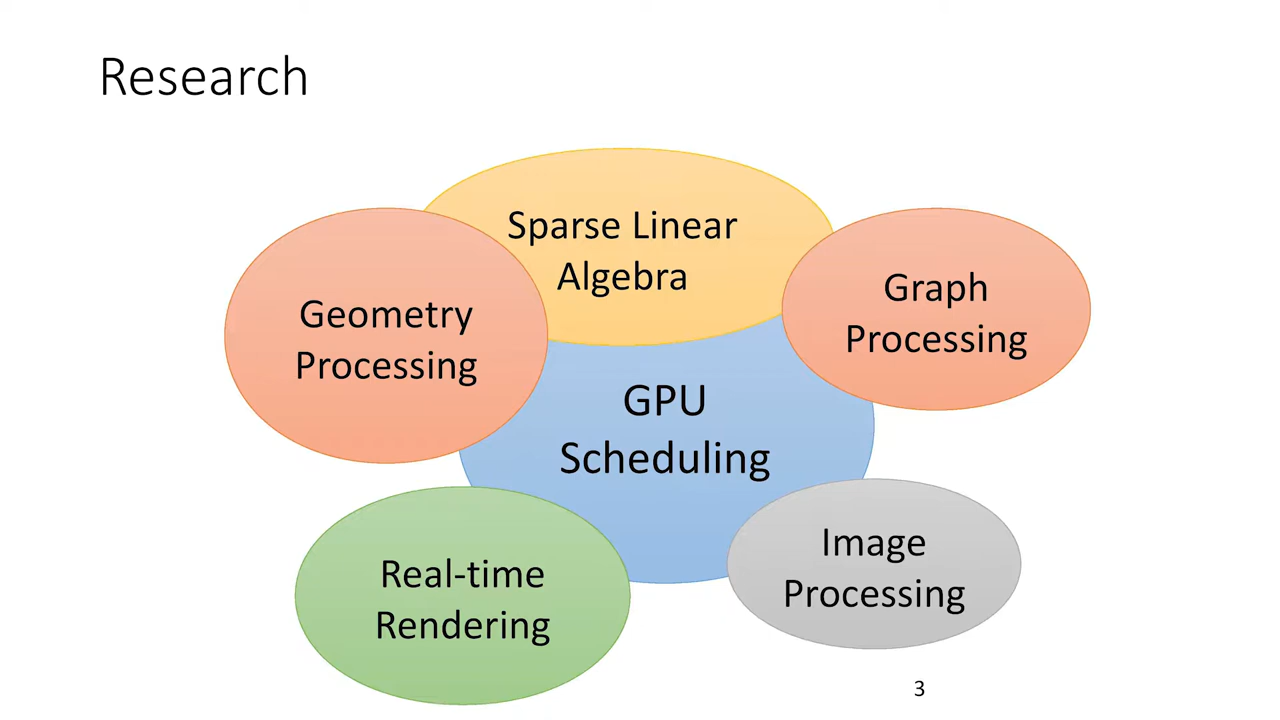 Research
Sparse Linear
Algebra
Geometry
Processing
Graph
Processing
GPU
Scheduling
Real-time
Rendering
Image
Processing
3